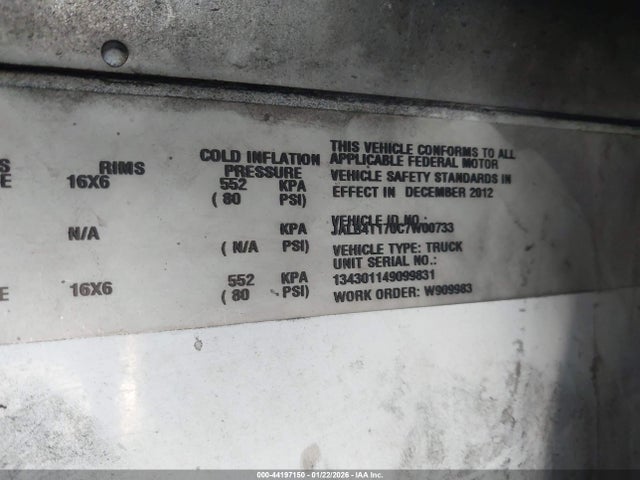 S RIMS COLD INFLATION PRESSURE
E 16X6 552 KPA
( 80 PSI)
N/A KPA
( N/A PSI)
552 KPA
E 16X6 ( 80 PSI)
THIS VEHICLE CONFORMS TO ALL
APPLICABLE FEDERAL MOTOR
VEHICLE SAFETY STANDARDS IN
EFFECT IN DECEMBER 2012
VEHICLE ID NO.:
VEHICLE TYPE: TRUCK
UNIT SERIAL NO.:
134301149099831
WORK ORDER: W909983
000-44197150 - 01/22/2026 - © IAA Inc.